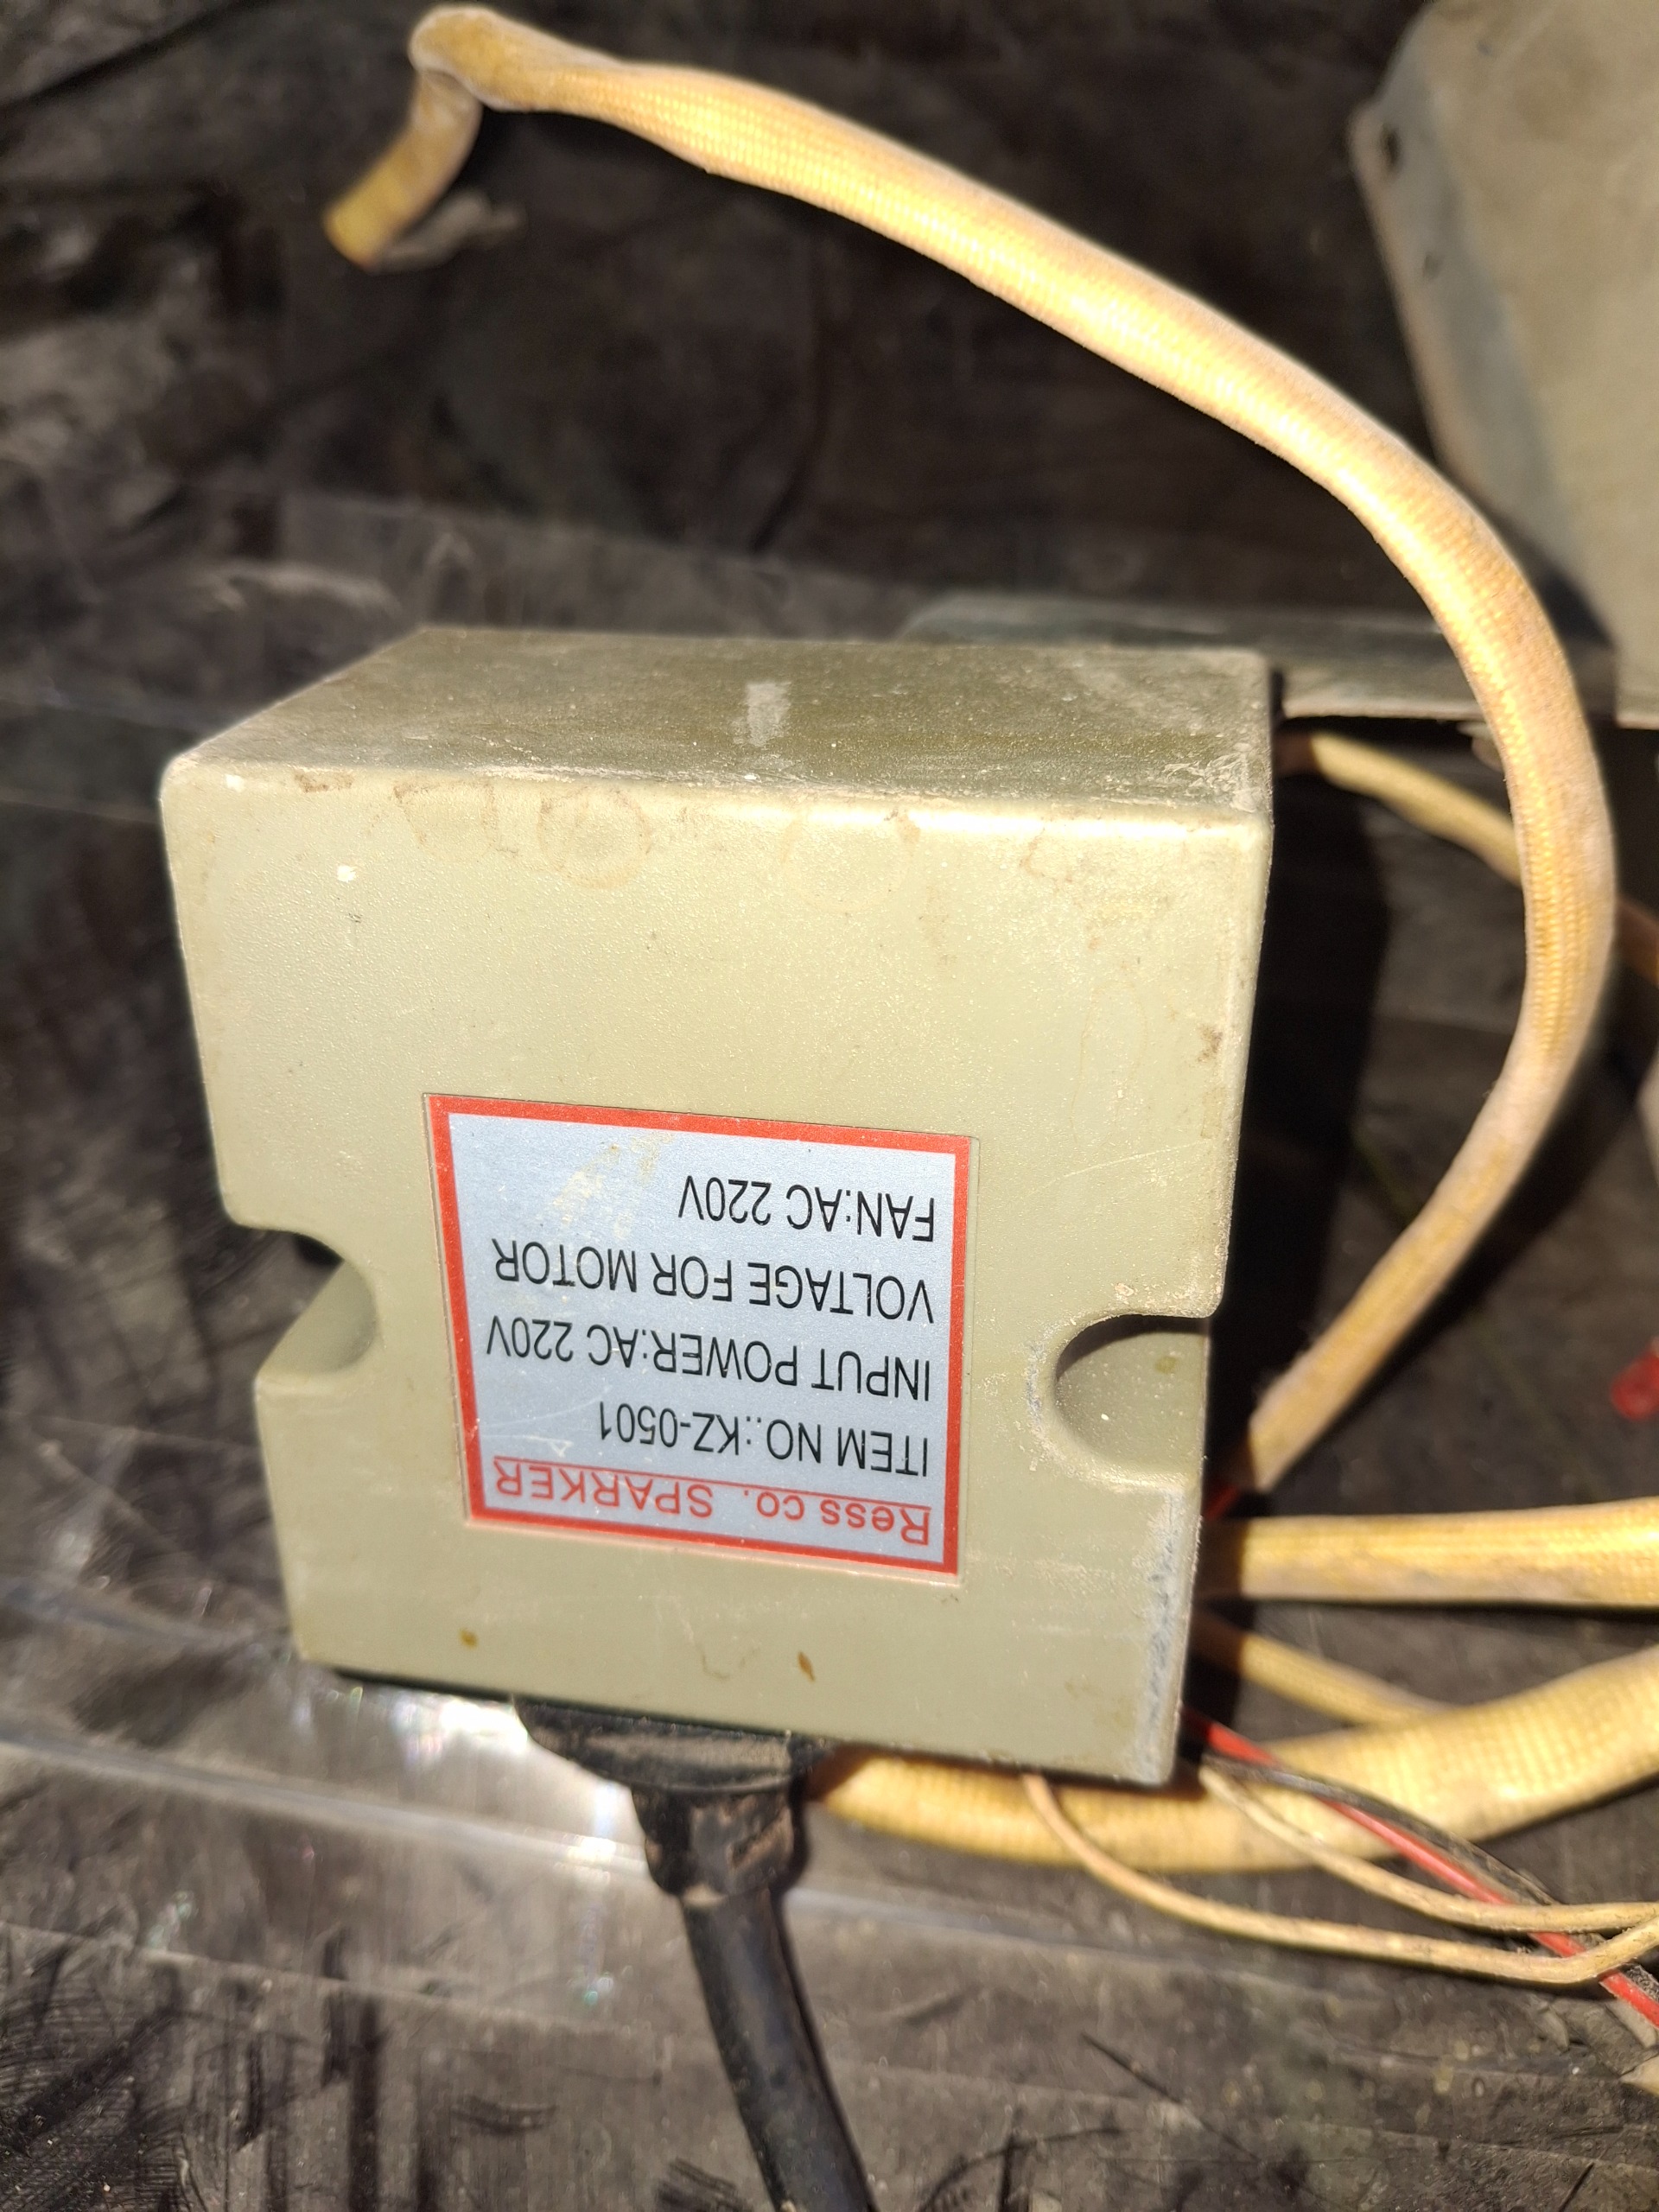 Ress co. SPARKER
ITEM NO.:KZ-0501
INPUT POWER:AC 220V
VOLTAGE FOR MOTOR
FAN:AC 220V